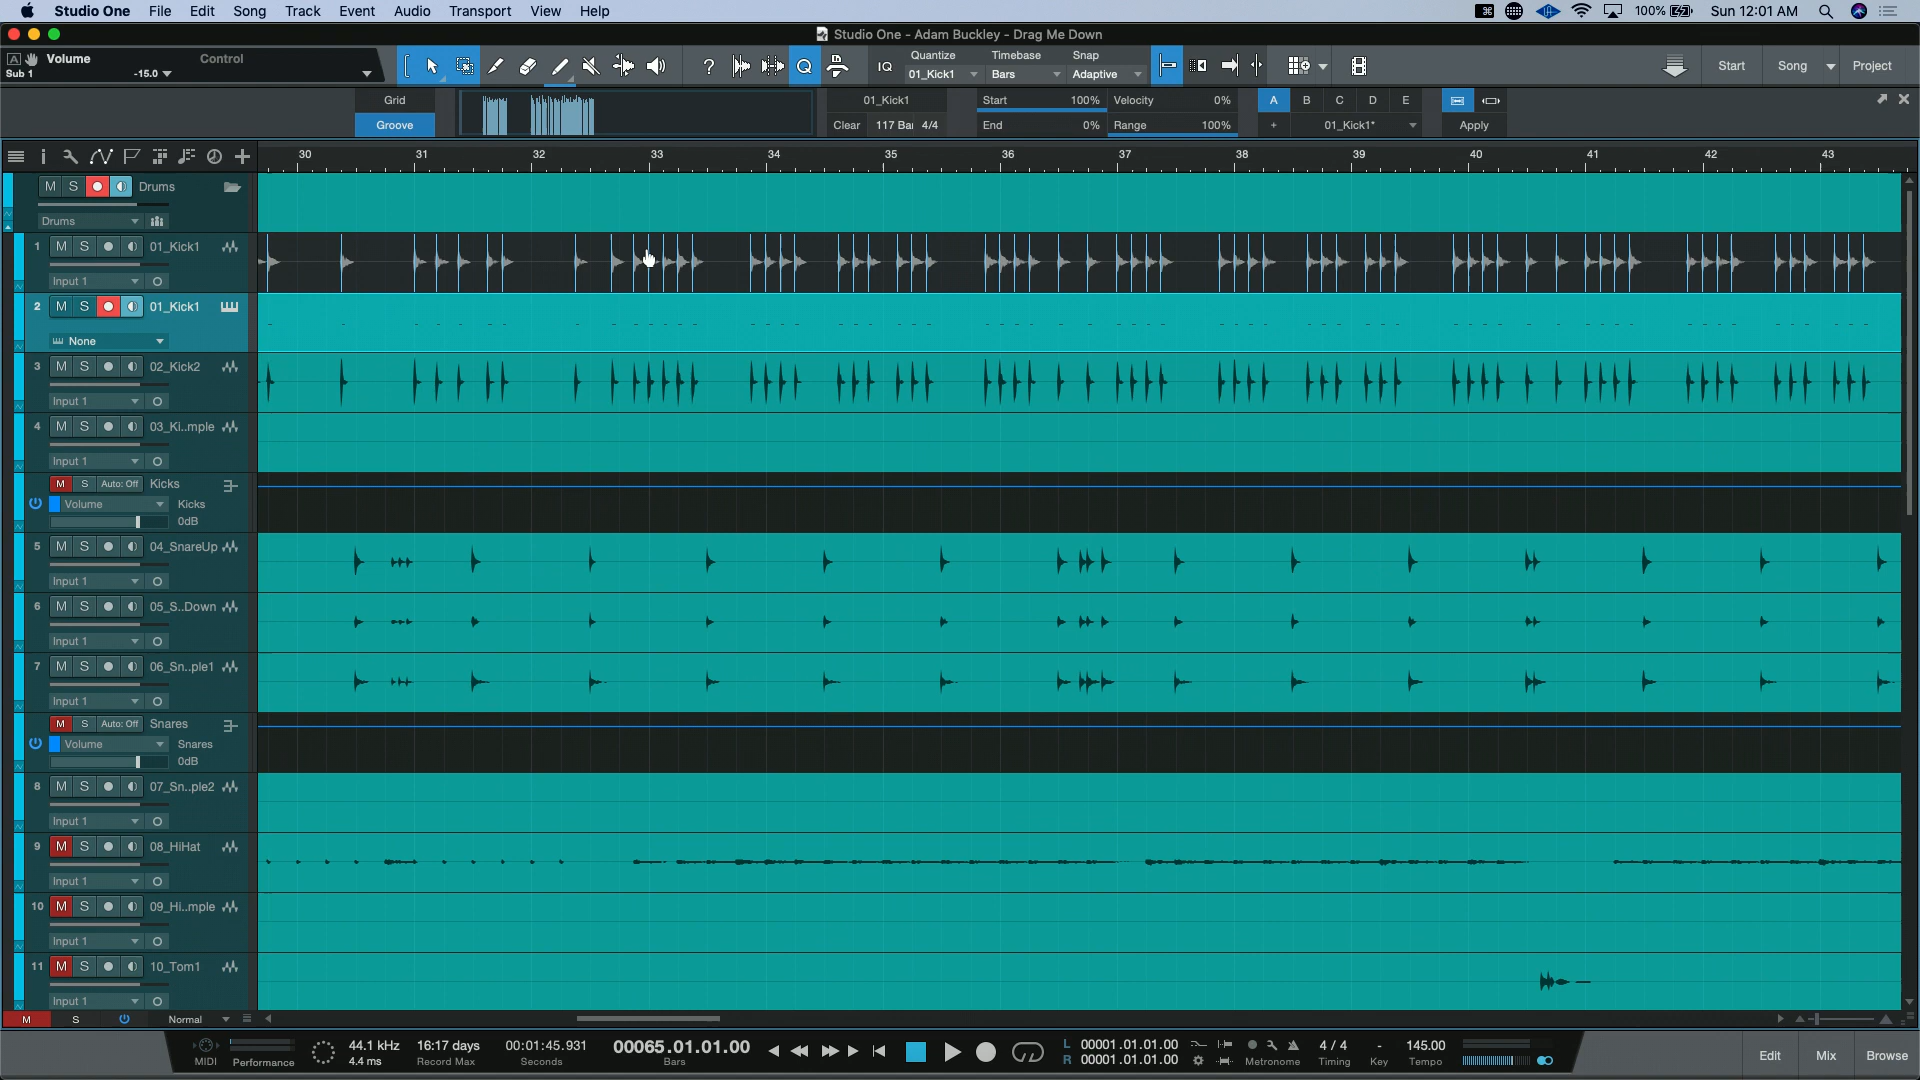 Studio One File Edit Song Track Event Audio Transport View Help 100% Sun 12:01 AM
Studio One - Adam Buckley - Drag Me Down
A Volume Control
Sub 1 -15.0
? Q IQ
Quantize Timebase Snap
01_Kick1 Bars Adaptive
Start Song Project
Grid 01_Kick1 Start 100% Velocity 0% A B C D E
Groove Clear 117 Bar 4/4 End 0% Range 100% + 01_Kick1* Apply
30 31 32 33 34 35 36 37 38 39 40 41 42 43
M S Drums
Drums
1 M S 01_Kick1
Input 1
2 M S 01_Kick1
None
3 M S 02_Kick2
Input 1
4 M S 03_Ki..mple
Input 1
M S Auto: Off Kicks
Volume Kicks
0dB
5 M S 04_SnareUp
Input 1
6 M S 05_S..Down
Input 1
7 M S 06_Sn..ple1
Input 1
M S Auto: Off Snares
Volume Snares
0dB
8 M S 07_Sn..ple2
Input 1
9 M S 08_HiHat
Input 1
10 M S 09_Hi..mple
Input 1
11 M S 10_Tom1
Input 1
M S Normal
44.1 kHz 16:17 days 00:01:45.931 00065.01.01.00 L 00001.01.01.00 4 / 4 - 145.00
MIDI Performance 4.4 ms Record Max Seconds Bars R 00001.01.01.00 Metronome Timing Key Tempo
Edit Mix Browse